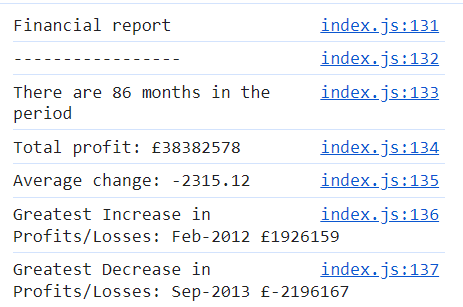 Financial report index.js:131
----------------- index.js:132
There are 86 months in the index.js:133
period
Total profit: £38382578 index.js:134
Average change: -2315.12 index.js:135
Greatest Increase in index.js:136
Profits/Losses: Feb-2012 £1926159
Greatest Decrease in index.js:137
Profits/Losses: Sep-2013 £-2196167